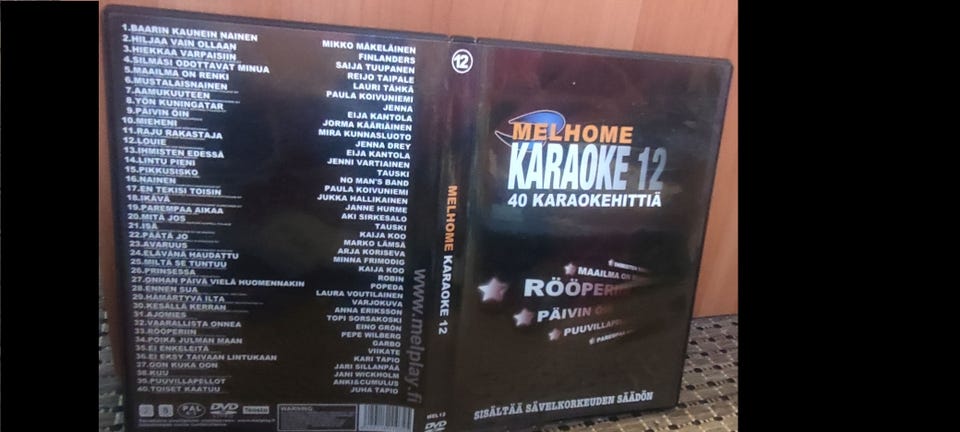 1.BAARIN KAUNEIN NAINEN
2.HILJAA VAIN OLLAAN
3.HIEKKAA VARPAISIIN
4.SILMÄSI ODOTTAVAT MINUA
5.MAAILMA ON RENKI
6.MUSTALAISNAINEN
7.AAMUKUUTEEN
8.YÖN KUNINGATAR
9.PÄIVIN ÖIN
10.MIEHENI
11.RAJU RAKASTAJA
12.LOUIE
13.IHMISTEN EDESSÄ
14.LINTU PIENI
15.PIKKUSISKO
16.NAINEN
17.EN TEKISI TOISIN
18.IKÄVÄ
19.PAREMPAA AIKAA
20.MITÄ JOS
21.ISÄ
22.PÄÄTÄ JO
23.AVARUUS
24.ELÄVÄNÄ HAUDATTU
25.MILTÄ SE TUNTUU
26.PRINSESSA
27.ONHAN PÄIVÄ VIELÄ HUOMENNAKIN
28.ENNEN SUA
29.HÄMÄRTYVÄ ILTA
30.KESÄLLÄ KERRAN
31.AJOMIES
32.VAARALLISTA ONNEA
33.RÖÖPERIIN
34.POIKA JULMAN MAAN
35.EI ENKELEITÄ
36.EI EKSY TAIVAAN LINTUKAAN
37.OON KUKA OON
38.KUU
39.PUUVILLAPELLOT
40.TOISET KAATUU
MIKKO MÄKELÄINEN
FINLANDERS
SAIJA TUUPANEN
REIJO TAIPALE
LAURI TÄHKÄ
PAULA KOIVUNIEMI
JENNA
EIJA KANTOLA
JORMA KÄÄRIÄINEN
MIRA KUNNASLUOTO
JENNA DREY
EIJA KANTOLA
JENNI VARTIAINEN
TAUSKI
NO MAN'S BAND
PAULA KOIVUNIEMI
JUKKA HALLIKAINEN
JANNE HURME
AKI SIRKESALO
TAUSKI
KAIJA KOO
MARKO LÄMSÄ
ARJA KORISEVA
MINNA FRIMODIG
KAIJA KOO
ROBIN
POPEDA
LAURA VOUTILAINEN
VARJOKUVA
ANNA ERIKSSON
TOPI SORSAKOSKI
EINO GRÖN
PEPE WILBERG
GARBO
VIIKATE
KARI TAPIO
JARI SILLANPÄÄ
JANI WICKHOLM
ANKI&CUMULUS
JUHA TAPIO
www.melplay.fi
PAL
DVD
Teosto
WARNING
12
MELHOME KARAOKE 12
MEL12
DVD
MELHOME
KARAOKE 12
40 KARAOKEHITTIÄ
MAAILMA ON
RÖÖPERI
PÄIVIN
PUUVILLAP
PAREMPAA
SISÄLTÄÄ SÄVELKORKEUDEN SÄÄDÖN